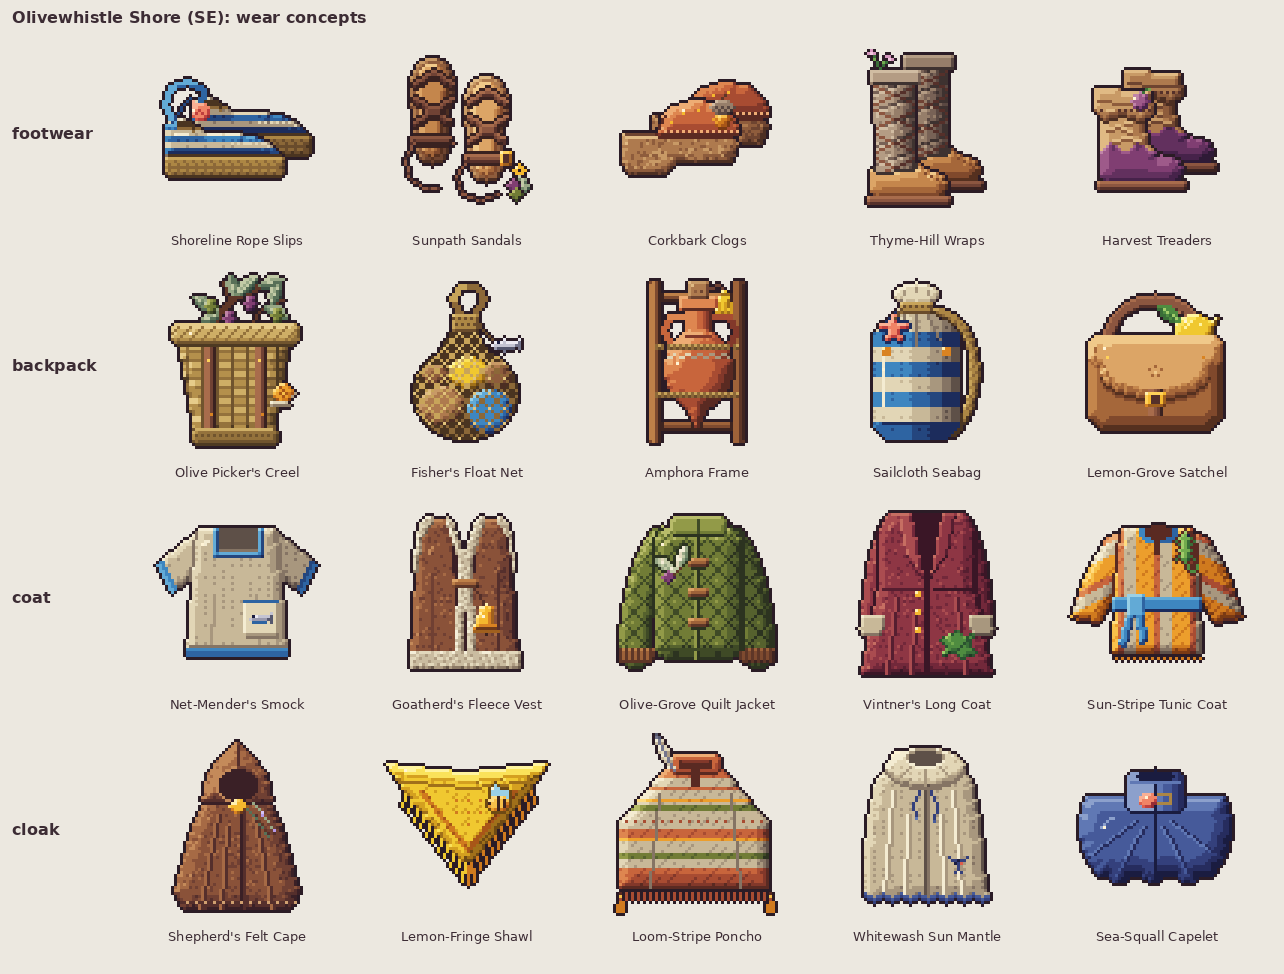 Olivewhistle Shore (SE): wear concepts
footwear
Shoreline Rope Slips
Sunpath Sandals
Corkbark Clogs
Thyme-Hill Wraps
Harvest Treaders
backpack
Olive Picker's Creel
Fisher's Float Net
Amphora Frame
Sailcloth Seabag
Lemon-Grove Satchel
coat
Net-Mender's Smock
Goatherd's Fleece Vest
Olive-Grove Quilt Jacket
Vintner's Long Coat
Sun-Stripe Tunic Coat
cloak
Shepherd's Felt Cape
Lemon-Fringe Shawl
Loom-Stripe Poncho
Whitewash Sun Mantle
Sea-Squall Capelet